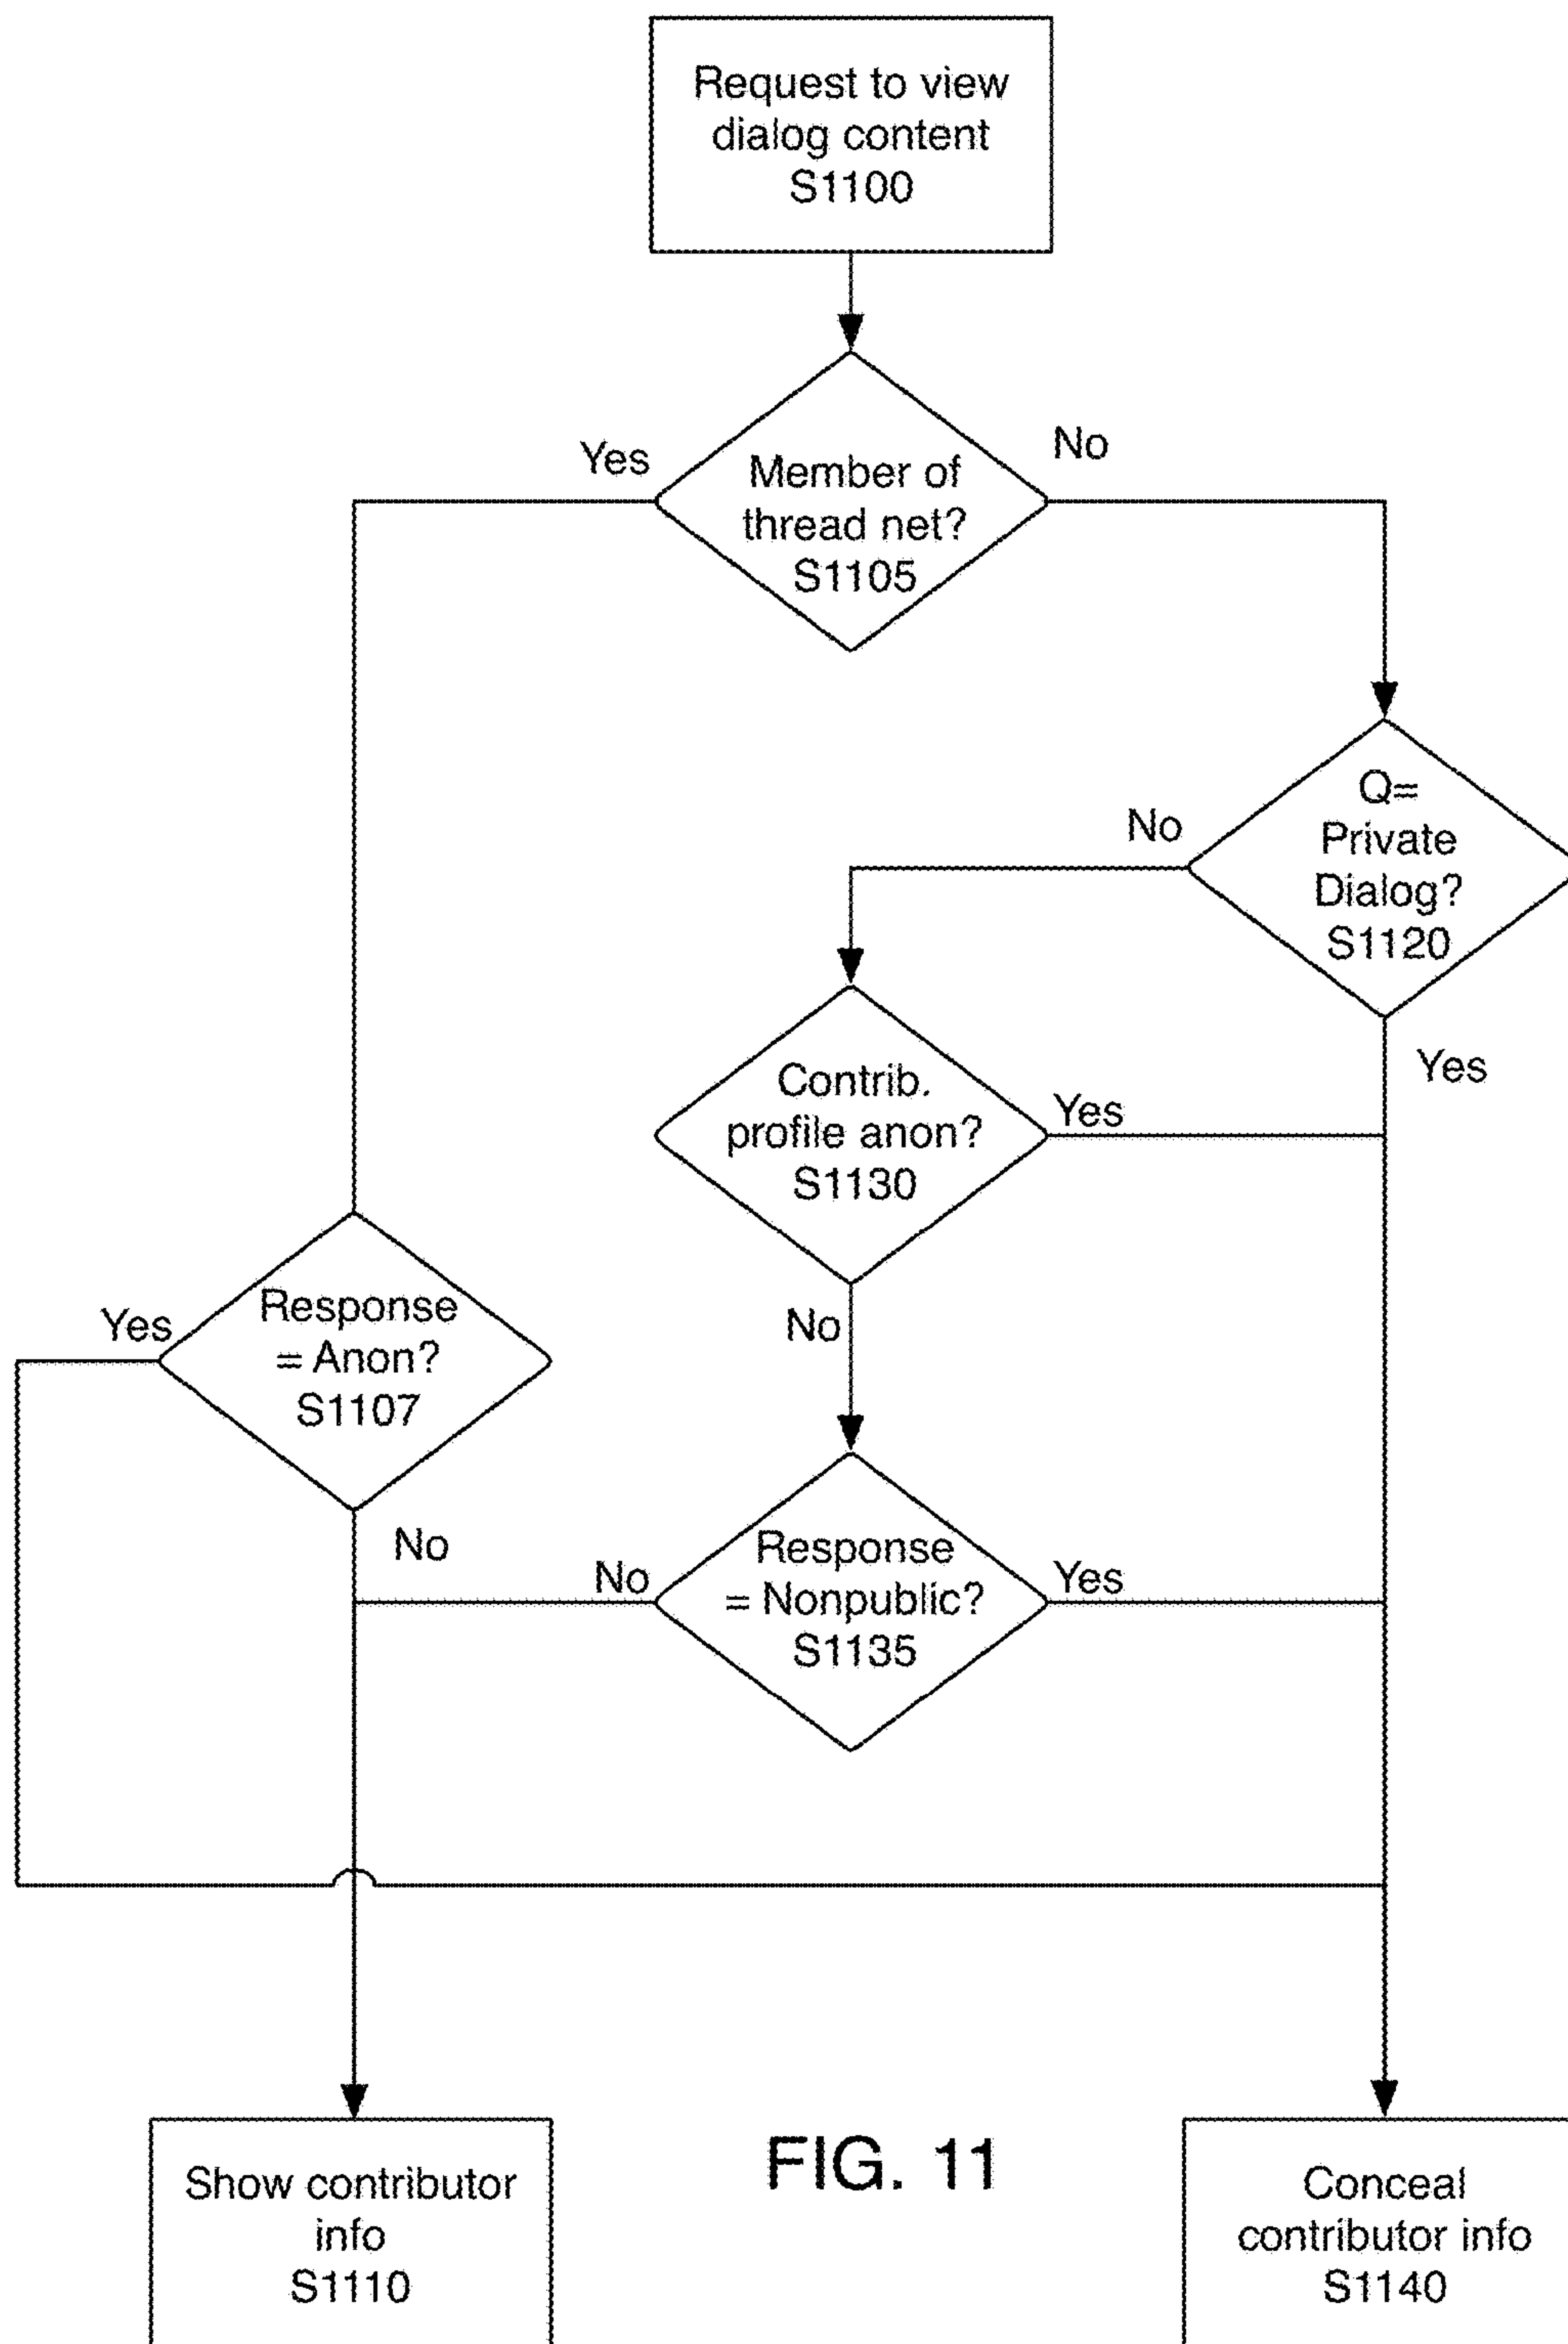 Request to view
dialog content
S1100
Yes
No
Member of
thread net?
S1105
Q=
Private
Dialog?
S1120
No
Yes
Contrib.
profile anon?
S1130
Yes
No
Response
= Anon?
S1107
Yes
No
Response
= Nonpublic?
S1135
No
Yes
Show contributor
info
S1110
FIG. 11
Conceal
contributor info
S1140